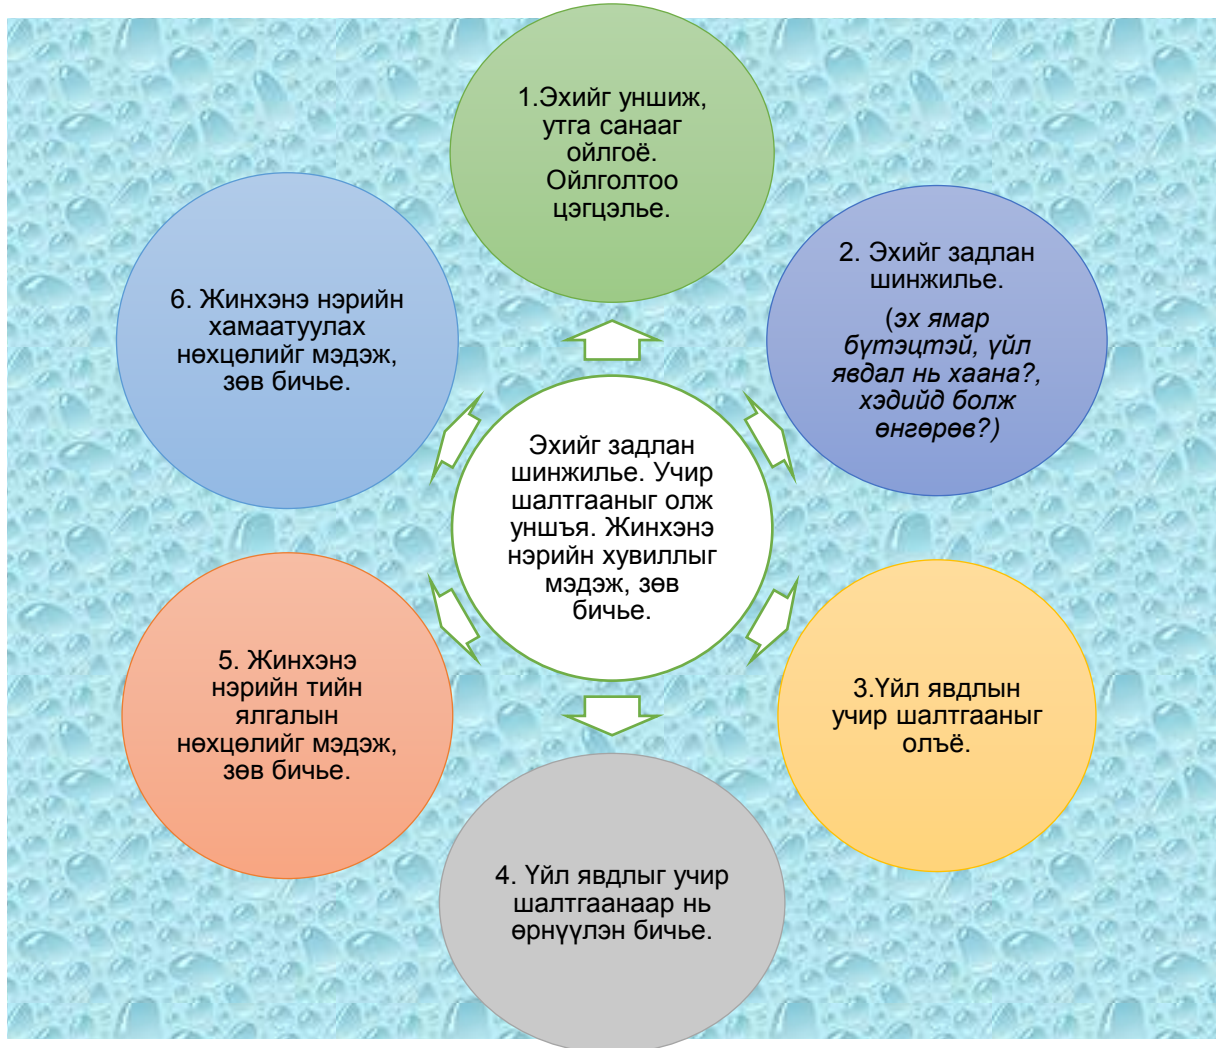 1.Эхийг уншиж,
утга санааг
ойлгоё.
Ойлголтоо
цэгцэлье.
2. Эхийг задлан
шинжилье.
(эх ямар
бүтэцтэй, үйл
явдал нь хаана?,
хэдийд болж
өнгөрөв?)
3.Үйл явдлын
учир шалтгааныг
олъё.
4. Үйл явдлыг учир
шалтгаанаар нь
өрнүүлэн бичье.
5. Жинхэнэ
нэрийн тийн
ялгалын
нөхцөлийг мэдэж,
зөв бичье.
6. Жинхэнэ нэрийн
хамаатуулах
нөхцөлийг мэдэж,
зөв бичье.
Эхийг задлан
шинжилье. Учир
шалтгааныг олж
уншъя. Жинхэнэ
нэрийн хувиллыг
мэдэж, зөв
бичье.